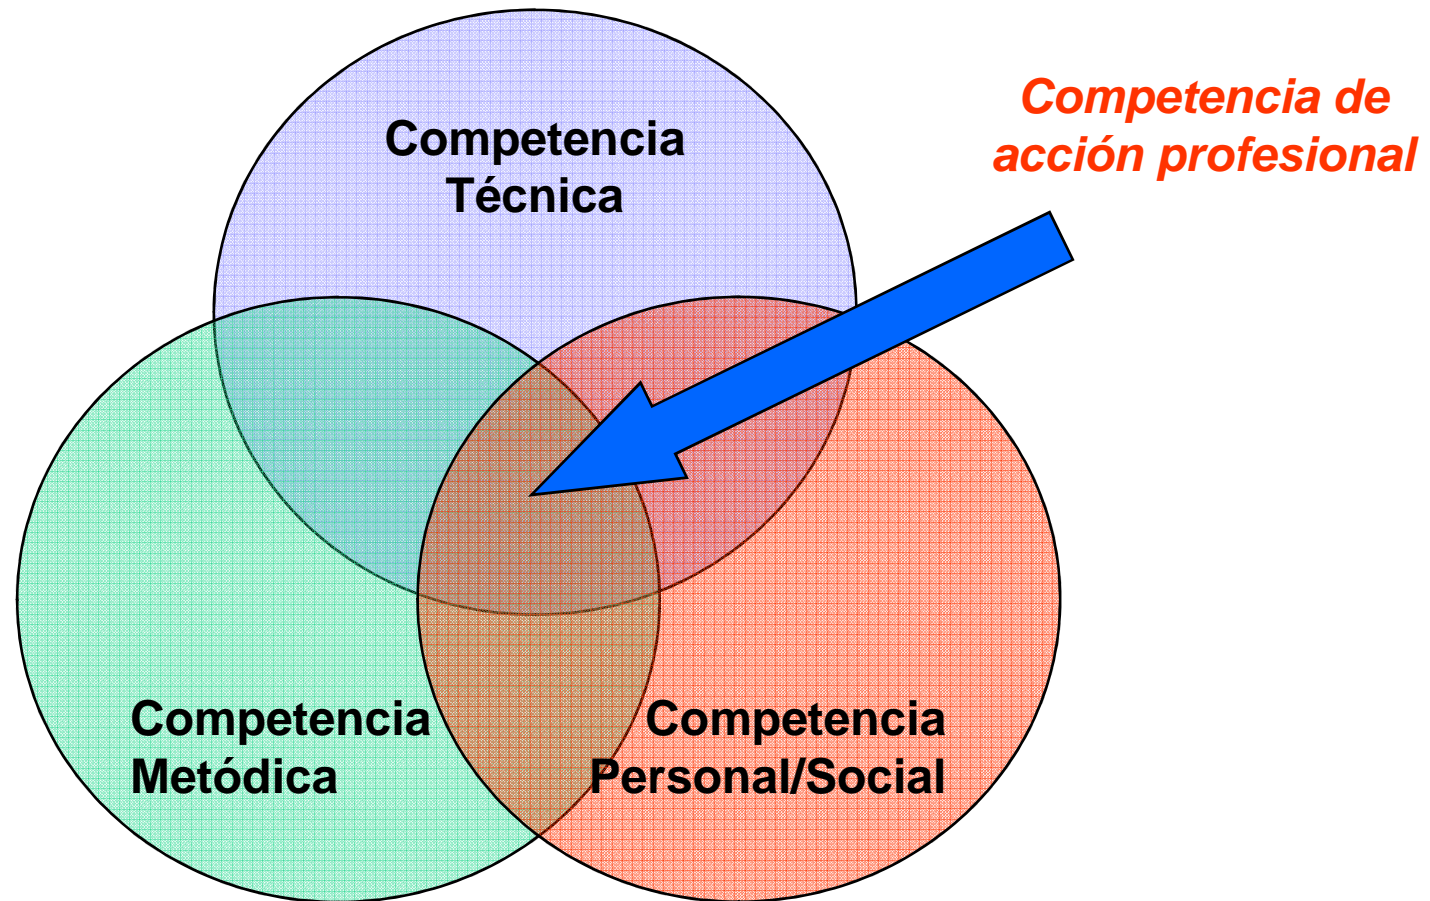 Competencia de
acción profesional
Competencia
Técnica
Competencia
Metódica
Competencia
Personal/Social